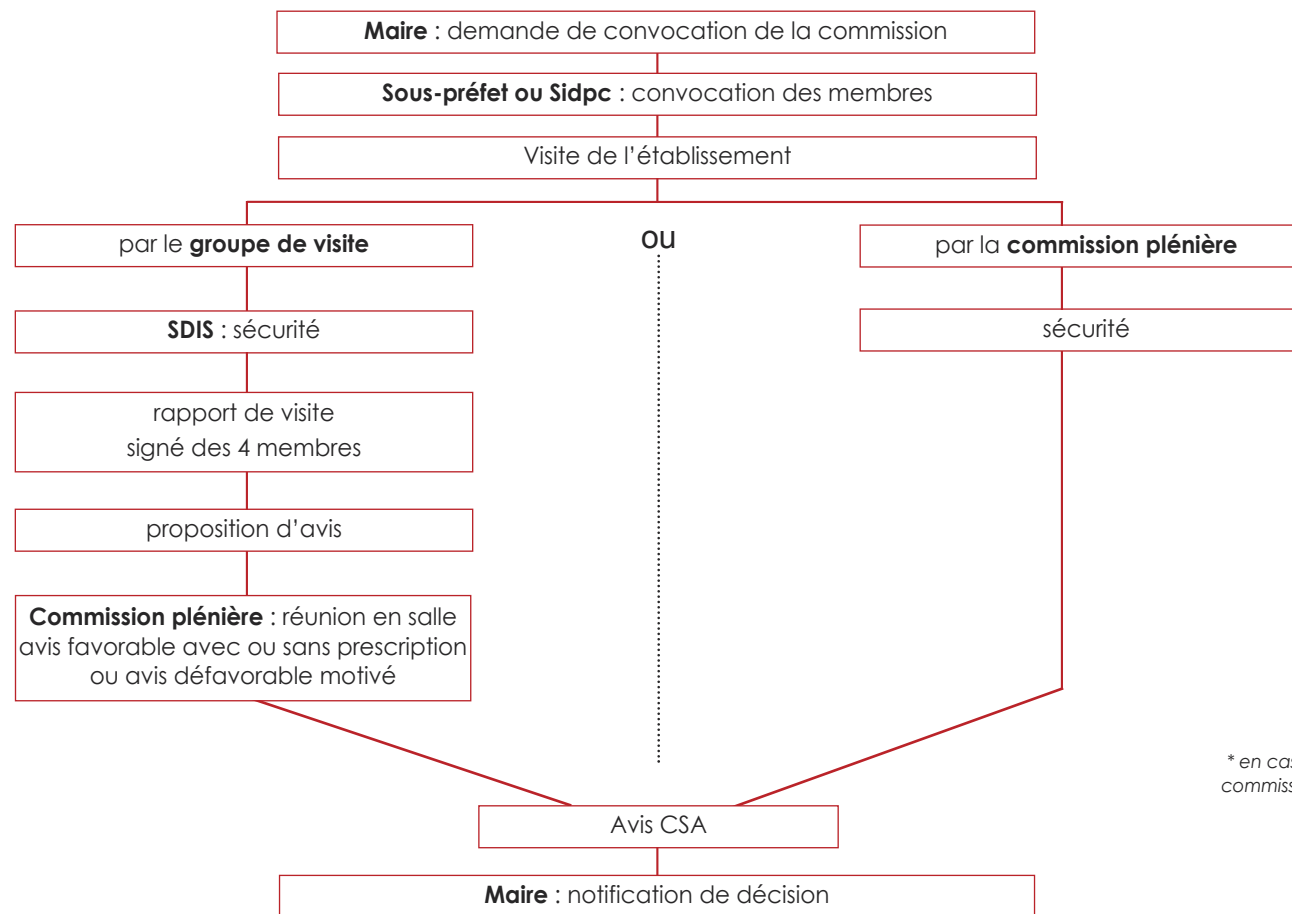 Maire : demande de convocation de la commission
Sous-préfet ou Sidpc : convocation des membres
Visite de l’établissement
par le groupe de visite
ou
par la commission plénière
SDIS : sécurité
sécurité
rapport de visite
signé des 4 membres
proposition d’avis
Commission plénière : réunion en salle
avis favorable avec ou sans prescription
ou avis défavorable motivé
* en cas
commiss
Avis CSA
Maire : notification de décision